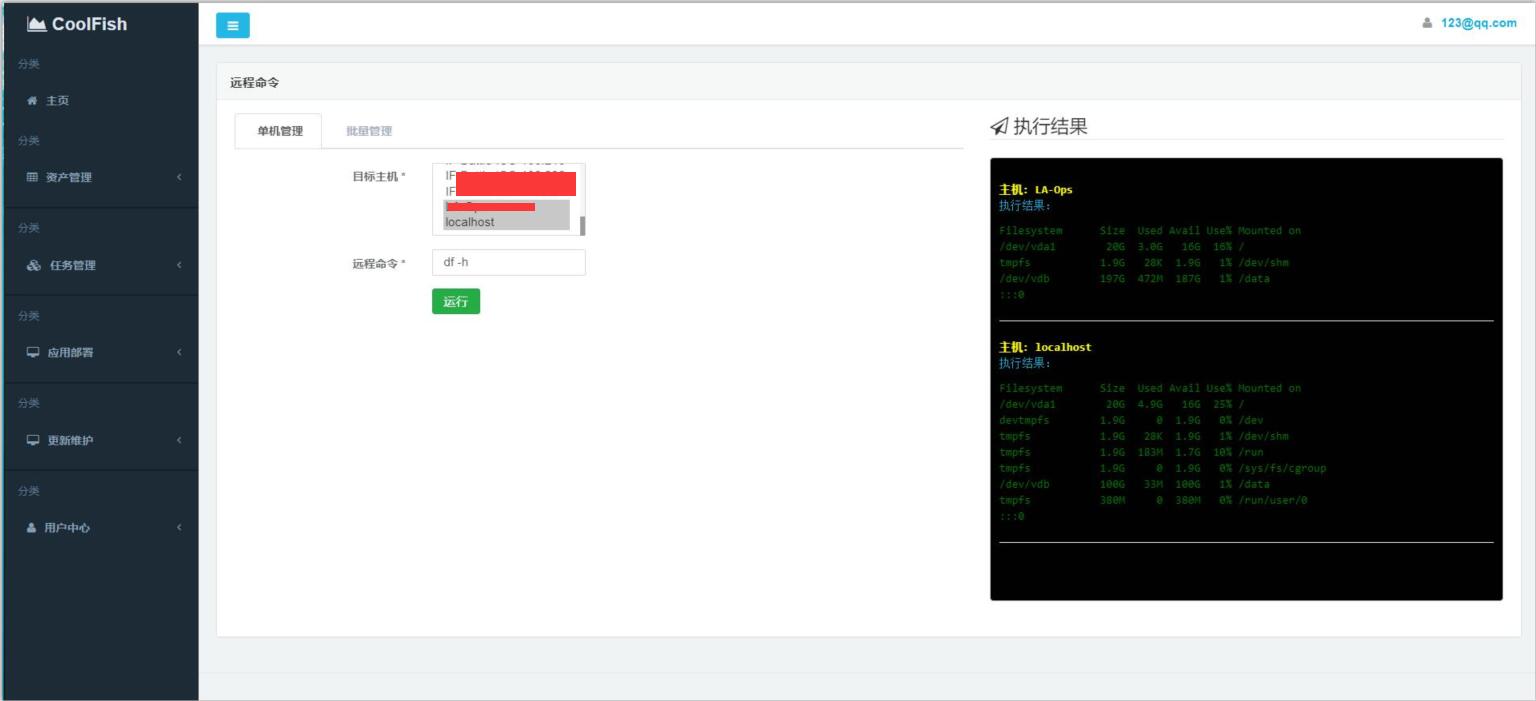 CoolFish
分类
主页
分类
资产管理
分类
任务管理
分类
应用部署
分类
更新维护
分类
用户中心
123@qq.com
远程命令
单机管理
批量管理
目标主机 *
IF
IF
localhost
远程命令 *
df -h
运行
执行结果
主机: LA-Ops
执行结果:
Filesystem Size Used Avail Use% Mounted on
/dev/vda1 20G 3.0G 16G 16% /
tmpfs 1.9G 28K 1.9G 1% /dev/shm
/dev/vdb 197G 472M 187G 1% /data
:::0
主机: localhost
执行结果:
Filesystem Size Used Avail Use% Mounted on
/dev/vda1 20G 4.9G 16G 25% /
devtmpfs 1.9G 0 1.9G 0% /dev
tmpfs 1.9G 28K 1.9G 1% /dev/shm
tmpfs 1.9G 183M 1.7G 10% /run
tmpfs 1.9G 0 1.9G 0% /sys/fs/cgroup
/dev/vdb 100G 33M 100G 1% /data
tmpfs 380M 0 380M 0% /run/user/0
:::0